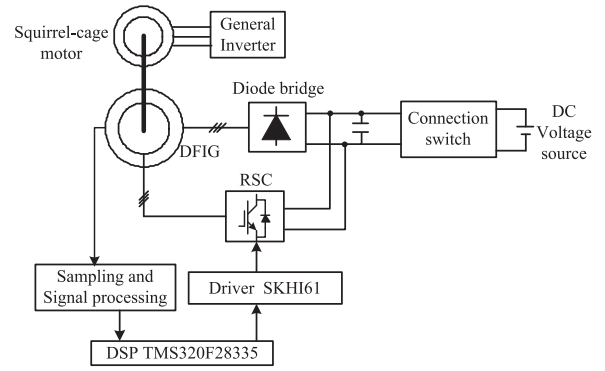 Squirrel-cage
motor
General
Inverter
Diode bridge
DFIG
Connection
switch
DC
Voltage
source
RSC
Sampling and
Signal processing
Driver SKHI61
DSP TMS320F28335